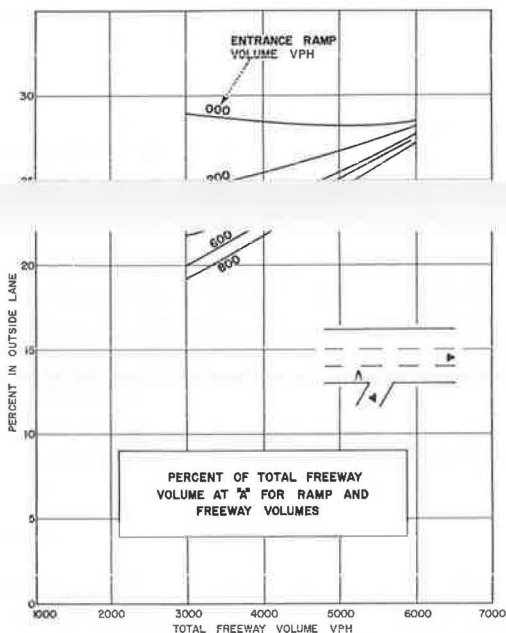 ENTRANCE RAMP
VOLUME VPH
30
000
600
20
800
PERCENT IN OUTSIDE LANE
15
A
10
PERCENT OF TOTAL FREEWAY
VOLUME AT "A" FOR RAMP AND
FREEWAY VOLUMES
5
0
1000 2000 3000 4000 5000 6000 7000
TOTAL FREEWAY VOLUME VPH